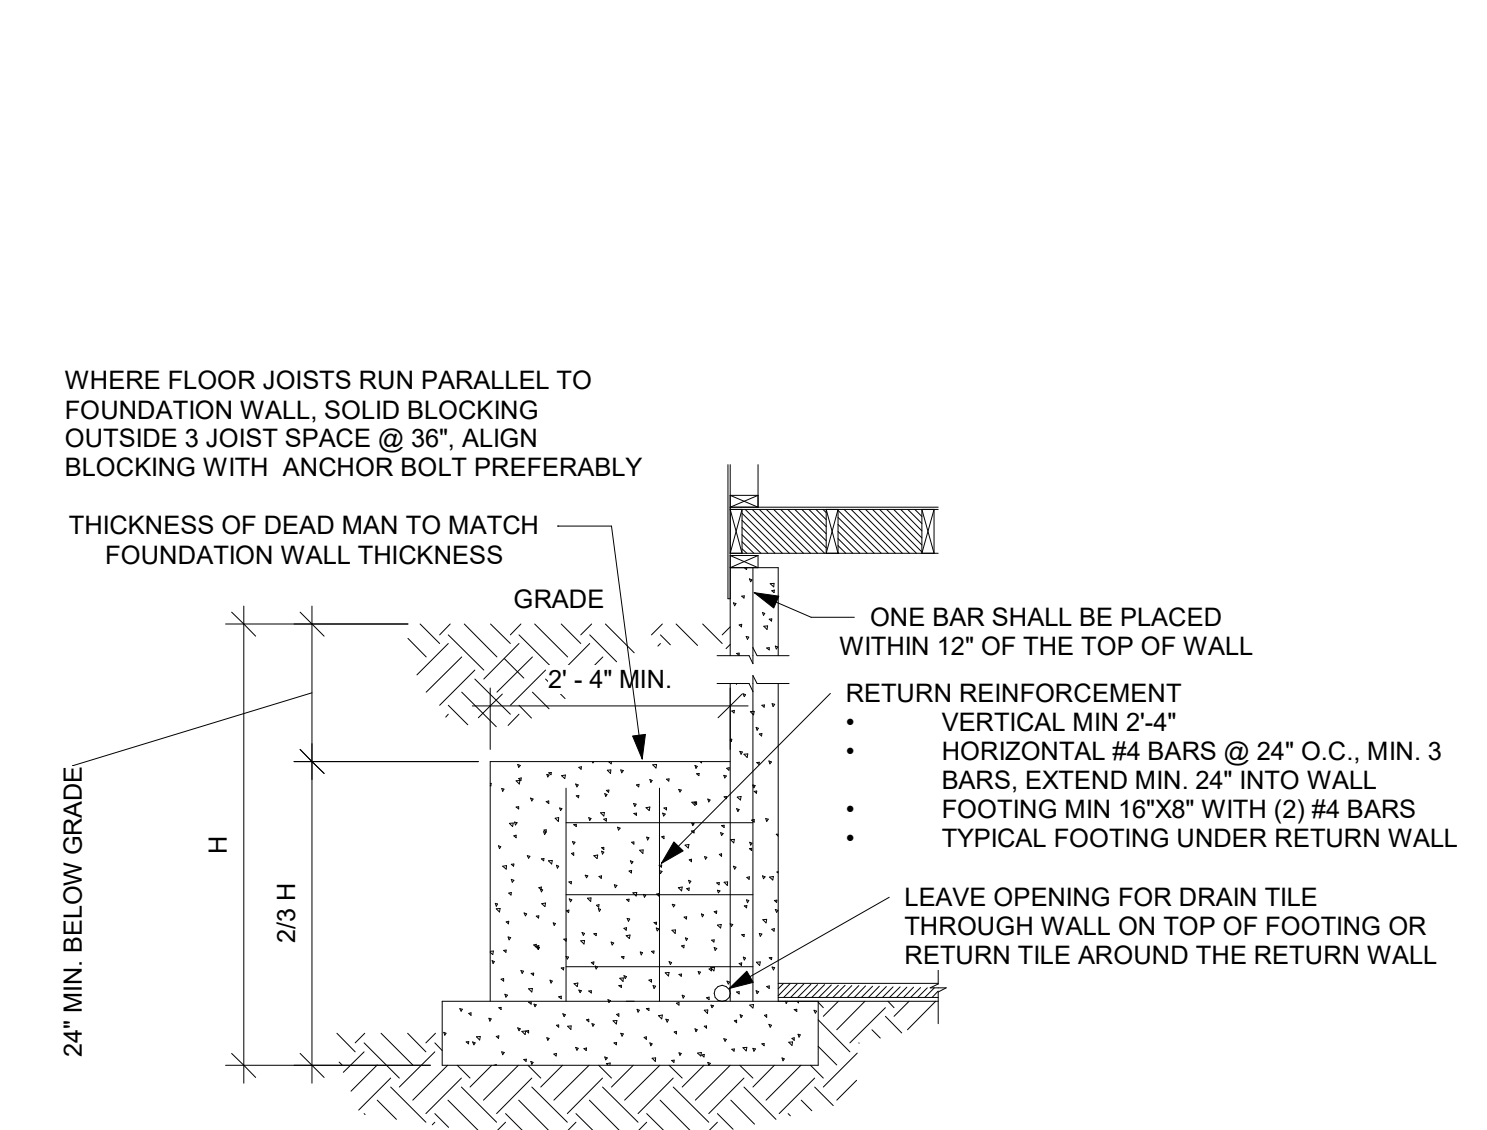 WHERE FLOOR JOISTS RUN PARALLEL TO
FOUNDATION WALL, SOLID BLOCKING
OUTSIDE 3 JOIST SPACE @ 36", ALIGN
BLOCKING WITH ANCHOR BOLT PREFERABLY
THICKNESS OF DEAD MAN TO MATCH
FOUNDATION WALL THICKNESS
GRADE
ONE BAR SHALL BE PLACED
WITHIN 12" OF THE TOP OF WALL
2' - 4" MIN.
RETURN REINFORCEMENT
• VERTICAL MIN 2'-4"
• HORIZONTAL #4 BARS @ 24" O.C., MIN. 3
BARS, EXTEND MIN. 24" INTO WALL
• FOOTING MIN 16"X8" WITH (2) #4 BARS
• TYPICAL FOOTING UNDER RETURN WALL
24" MIN. BELOW GRADE
H
2/3 H
LEAVE OPENING FOR DRAIN TILE
THROUGH WALL ON TOP OF FOOTING OR
RETURN TILE AROUND THE RETURN WALL